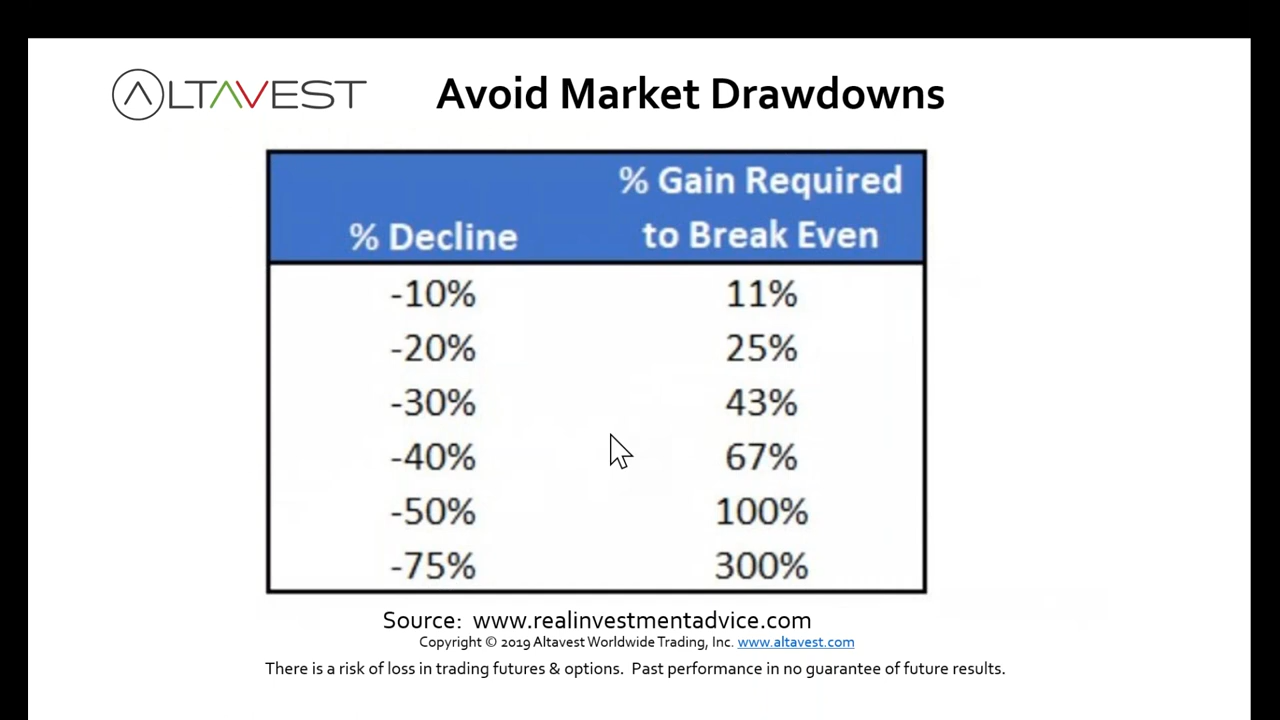 ALTAVEST
Avoid Market Drawdowns
% Gain Required
% Decline to Break Even
-10% 11%
-20% 25%
-30% 43%
-40% 67%
-50% 100%
-75% 300%
Source: www.realinvestmentadvice.com
Copyright © 2019 Altavest Worldwide Trading, Inc. www.altavest.com
There is a risk of loss in trading futures & options. Past performance in no guarantee of future results.